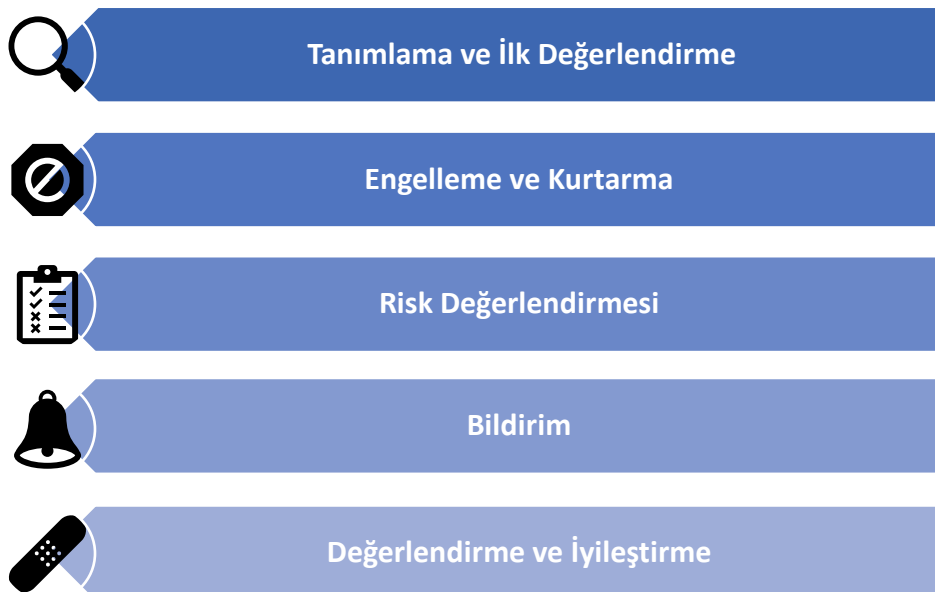 Tanımlama ve İlk Değerlendirme
Engelleme ve Kurtarma
Risk Değerlendirmesi
Bildirim
Değerlendirme ve İyileştirme